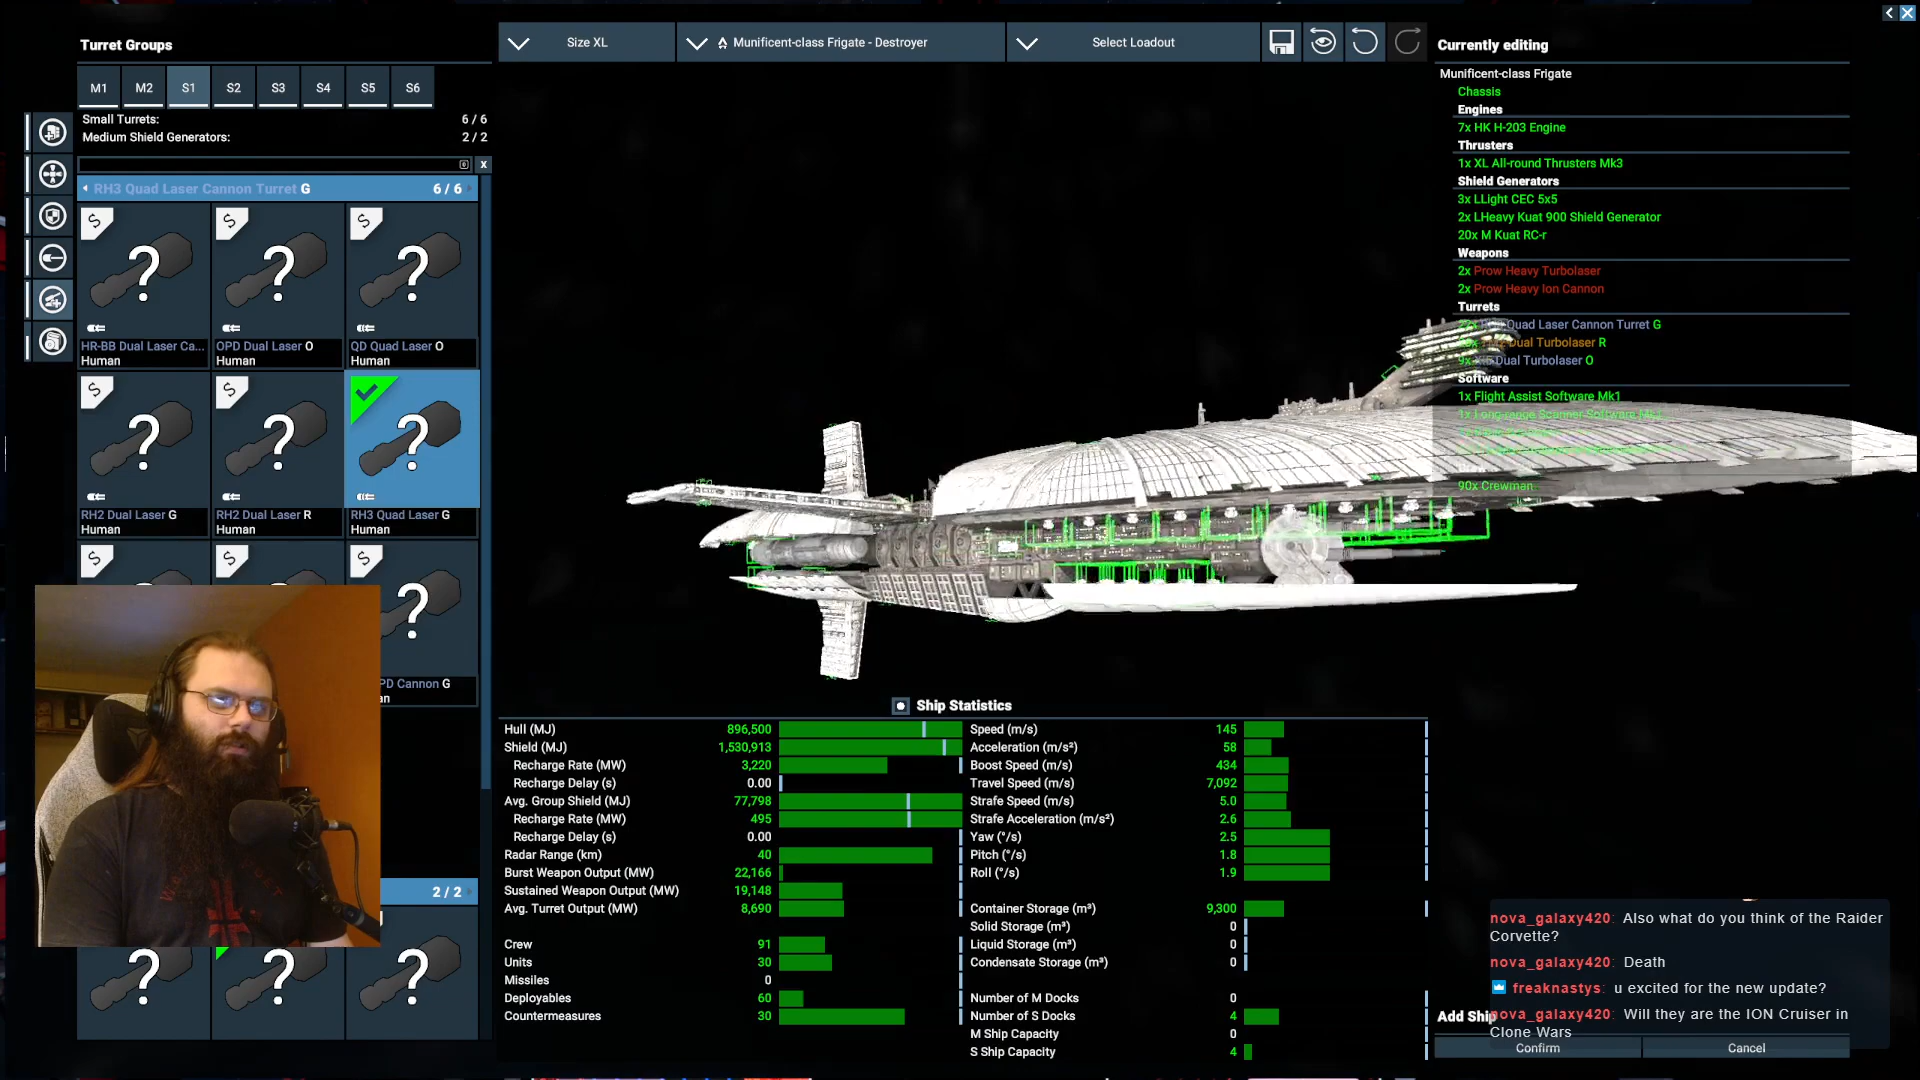 Turret Groups
M1 M2 S1 S2 S3 S4 S5 S6
Small Turrets: 6 / 6
Medium Shield Generators: 2 / 2
x
RH3 Quad Laser Cannon Turret G 6 / 6
HR-BB Dual Laser Ca... OPD Dual Laser O QD Quad Laser O
Human Human Human
RH2 Dual Laser G RH2 Dual Laser R RH3 Quad Laser G
Human Human Human
PD Cannon G
2 / 2
Size XL
Munificent-class Frigate - Destroyer
Select Loadout
Ship Statistics
Hull (MJ) 896,500
Shield (MJ) 1,530,913
Recharge Rate (MW) 3,220
Recharge Delay (s) 0.00
Avg. Group Shield (MJ) 77,798
Recharge Rate (MW) 495
Recharge Delay (s) 0.00
Radar Range (km) 40
Burst Weapon Output (MW) 22,166
Sustained Weapon Output (MW) 19,148
Avg. Turret Output (MW) 8,690
Crew 91
Units 30
Missiles 0
Deployables 60
Countermeasures 30
Speed (m/s) 145
Acceleration (m/s²) 58
Boost Speed (m/s) 434
Travel Speed (m/s) 7,092
Strafe Speed (m/s) 5.0
Strafe Acceleration (m/s²) 2.6
Yaw (°/s) 2.5
Pitch (°/s) 1.8
Roll (°/s) 1.9
Container Storage (m³) 9,300
Solid Storage (m³) 0
Liquid Storage (m³) 0
Condensate Storage (m³) 0
Number of M Docks 0
Number of S Docks 4
M Ship Capacity 0
S Ship Capacity 4
Currently editing
Munificent-class Frigate
Chassis
Engines
7x HK H-203 Engine
Thrusters
1x XL All-round Thrusters Mk3
Shield Generators
3x LLight CEC 5x5
2x LHeavy Kuat 900 Shield Generator
20x M Kuat RC-r
Weapons
2x Prow Heavy Turbolaser
2x Prow Heavy Ion Cannon
Turrets
Quad Laser Cannon Turret G
Dual Turbolaser R
9x Dual Turbolaser O
Software
1x Flight Assist Software Mk1
1x Long-range Scanner Software
90x Crewman
nova_galaxy420: Also what do you think of the Raider
Corvette?
nova_galaxy420: Death
freaknastys: u excited for the new update?
nova_galaxy420: Will they are the ION Cruiser in
Clone Wars
Add Ship
Confirm Cancel